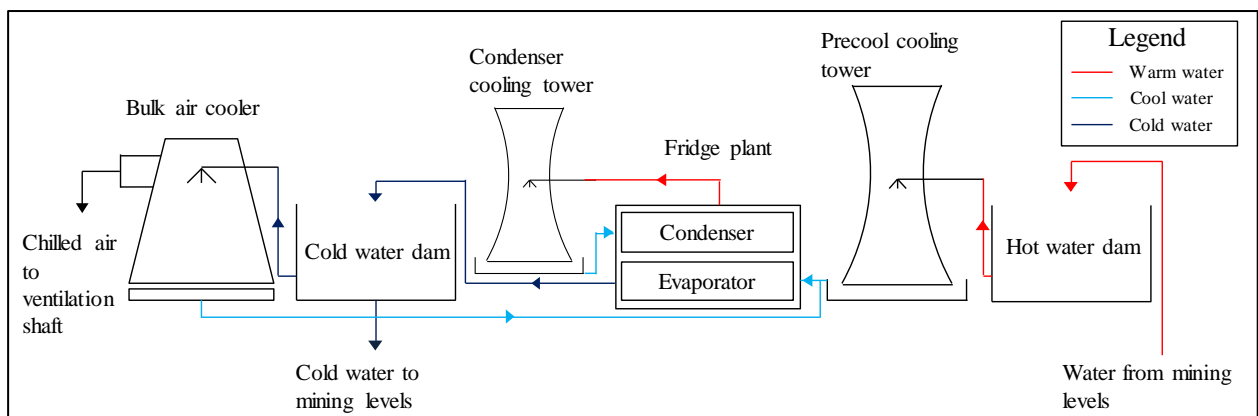 Condenser
cooling tower
Precool cooling
tower
Legend
Warm water
Cool water
Cold water
Bulk air cooler
Fridge plant
Chilled air
to
ventilation
shaft
Cold water dam
Condenser
Evaporator
Hot water dam
Cold water to
mining levels
Water from mining
levels